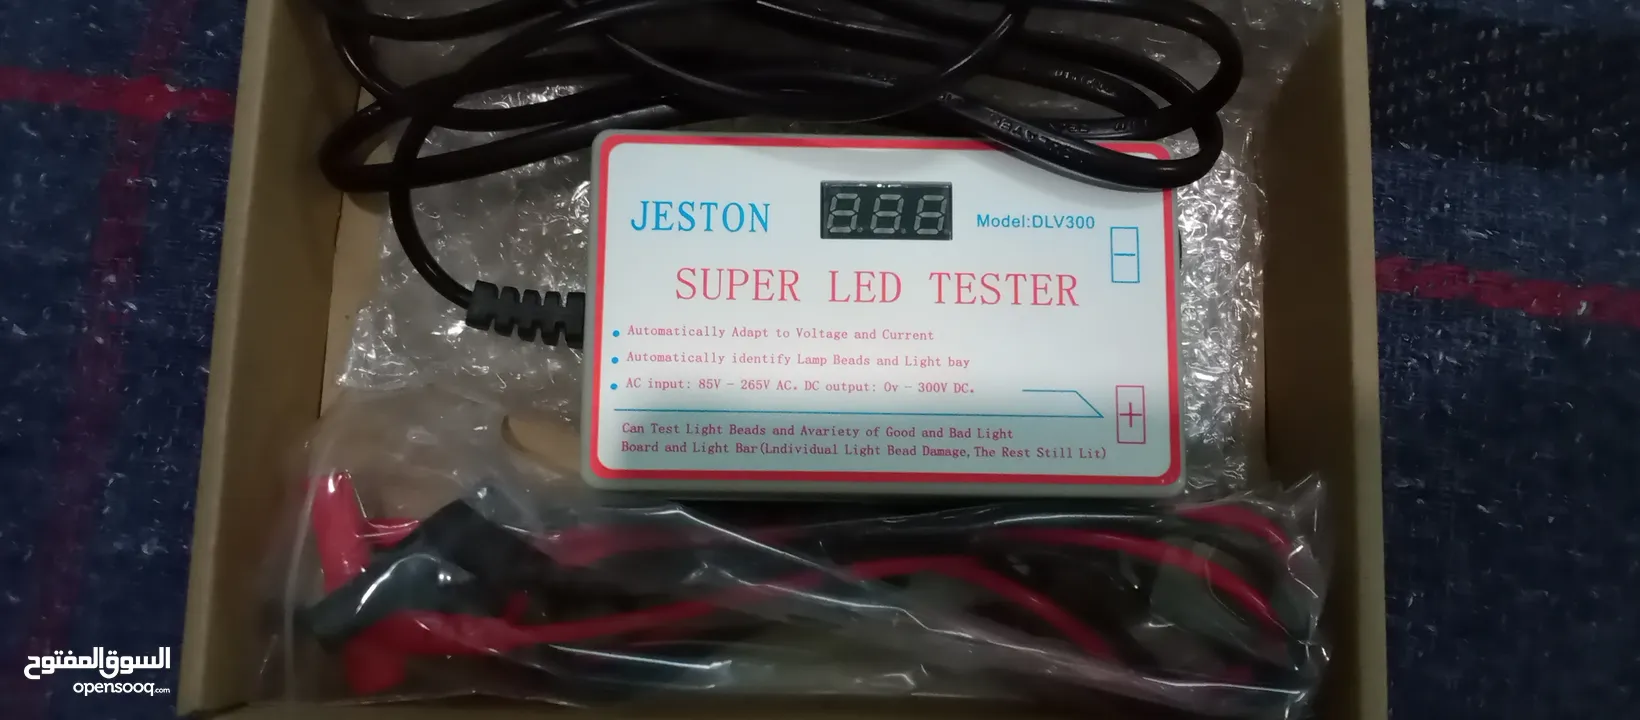 JESTON
888
Model:DLV300
SUPER LED TESTER
Automatically Adapt to Voltage and Current
Automatically identify Lamp Beads and Light bay
AC input: 85V - 265V AC. DC output: 0v - 300V DC.
Can Test Light Beads and Avariety of Good and Bad Light
Board and Light Bar(Lndividual Light Bead Damage, The Rest Still Lit)
السوق المفتوح
opensooq.com